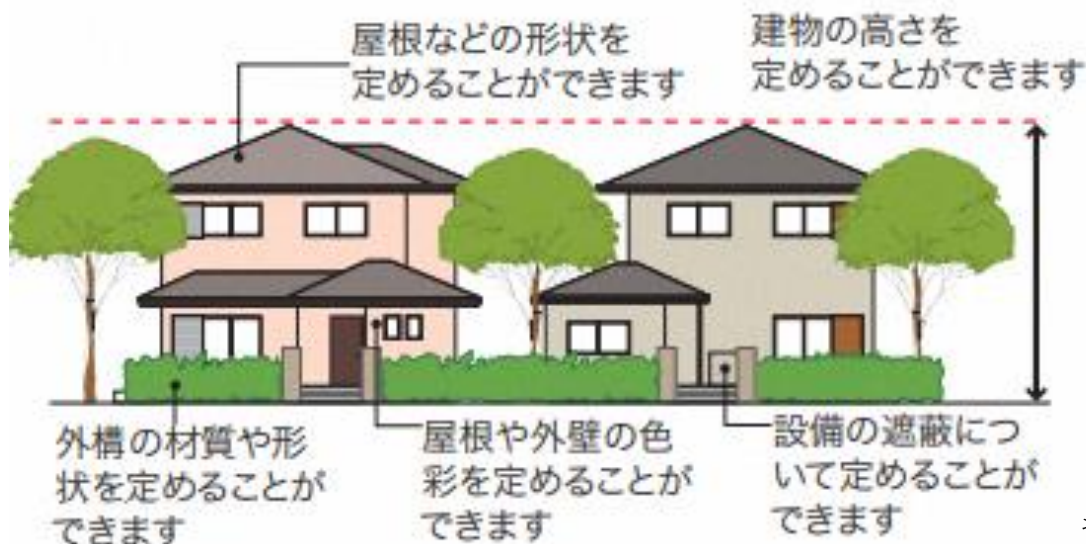 屋根などの形状を
定めることができます
建物の高さを
定めることができます
外構の材質や形
状を定めることが
できます
屋根や外壁の色
彩を定めることが
できます
設備の遮蔽につ
いて定めることが
できます